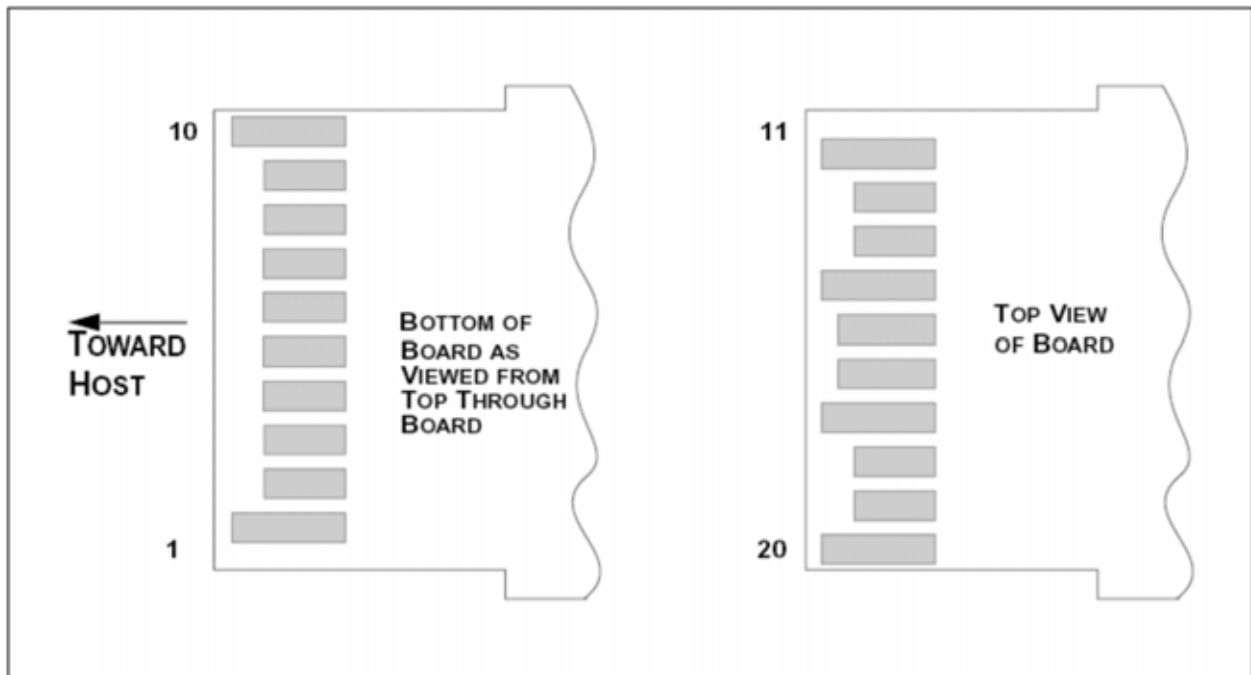 10
TOWARD
HOST
1
BOTTOM OF
BOARD AS
VIEWED FROM
TOP THROUGH
BOARD
11
TOP VIEW
OF BOARD
20